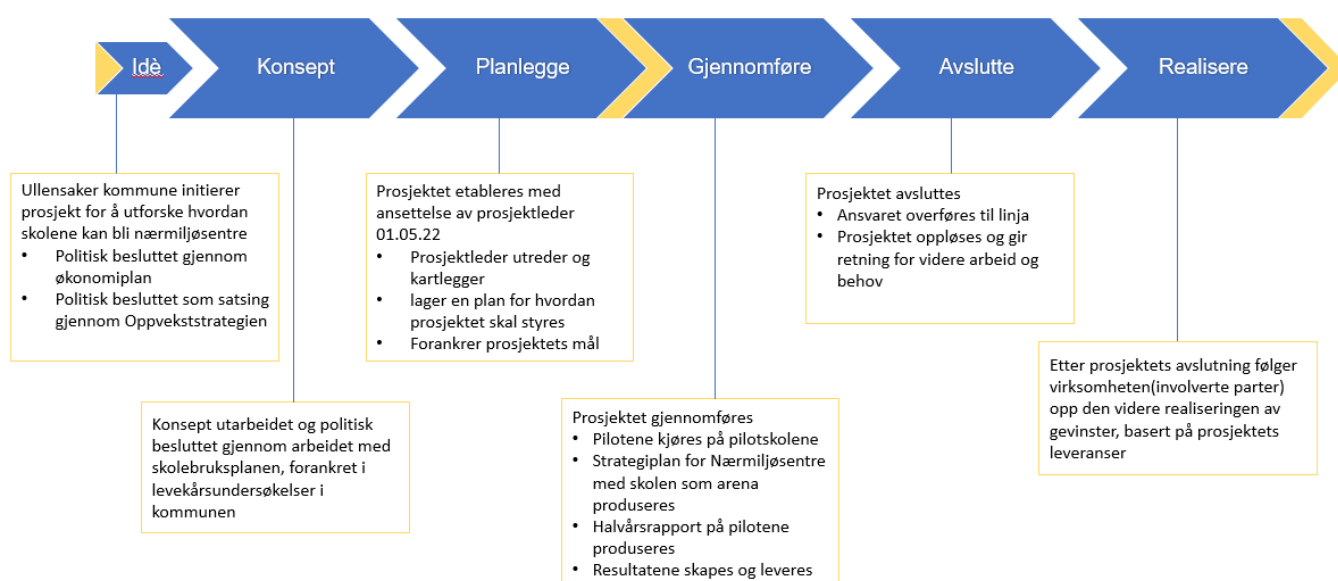 Idè
Konsept
Planlegge
Gjennomføre
Avslutte
Realisere
Ullensaker kommune initierer
prosjekt for å utforske hvordan
skolene kan bli nærmiljøsentre
• Politisk besluttet gjennom
økonomiplan
• Politisk besluttet som satsing
gjennom Oppvekststrategien
Konsept utarbeidet og politisk
besluttet gjennom arbeidet med
skolebruksplanen, forankret i
levekårsundersøkelser i
kommunen
Prosjektet etableres med
ansettelse av prosjektleder
01.05.22
• Prosjektleder utreder og
kartlegger
• lager en plan for hvordan
prosjektet skal styres
• Forankrer prosjektets mål
Prosjektet gjennomføres
• Pilotene kjøres på pilotskolene
• Strategiplan for Nærmiljøsentre
med skolen som arena
produseres
• Halvårsrapport på pilotene
produseres
• Resultatene skapes og leveres
Prosjektet avsluttes
• Ansvaret overføres til linja
• Prosjektet oppløses og gir
retning for videre arbeid og
behov
Etter prosjektets avslutning følger
virksomheten(involverte parter)
opp den videre realiseringen av
gevinster, basert på prosjektets
leveranser